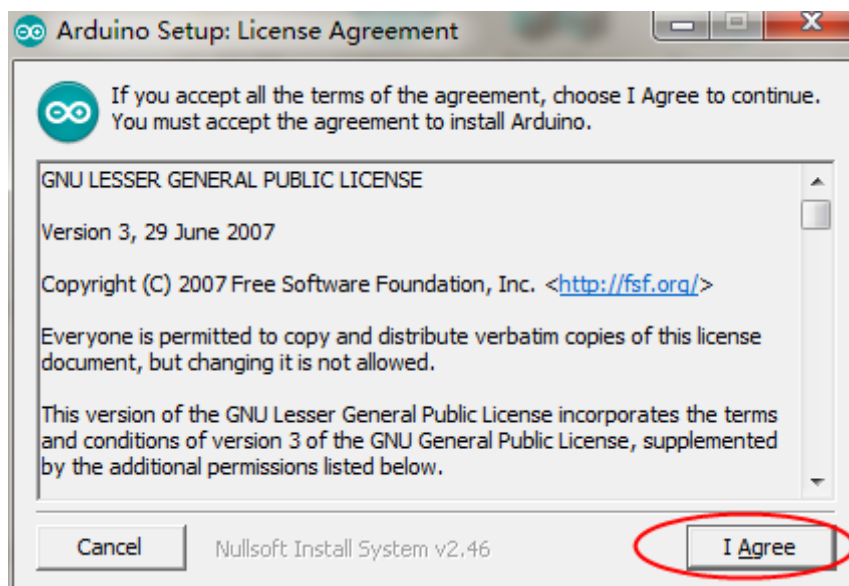 Arduino Setup: License Agreement
If you accept all the terms of the agreement, choose I Agree to continue.
You must accept the agreement to install Arduino.
GNU LESSER GENERAL PUBLIC LICENSE
Version 3, 29 June 2007
Copyright (C) 2007 Free Software Foundation, Inc. <http://fsf.org/>
Everyone is permitted to copy and distribute verbatim copies of this license
document, but changing it is not allowed.
This version of the GNU Lesser General Public License incorporates the terms
and conditions of version 3 of the GNU General Public License, supplemented
by the additional permissions listed below.
Cancel Nullsoft Install System v2.46 I Agree